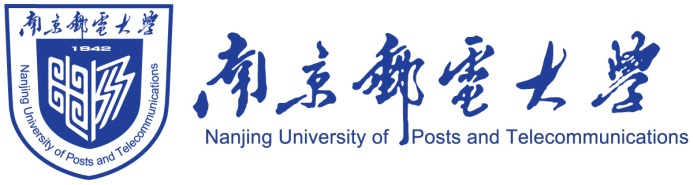 南京郵電大學
1942
Nanjing University of Posts and Telecommunications
南京郵電大學
Nanjing University of Posts and Telecommunications